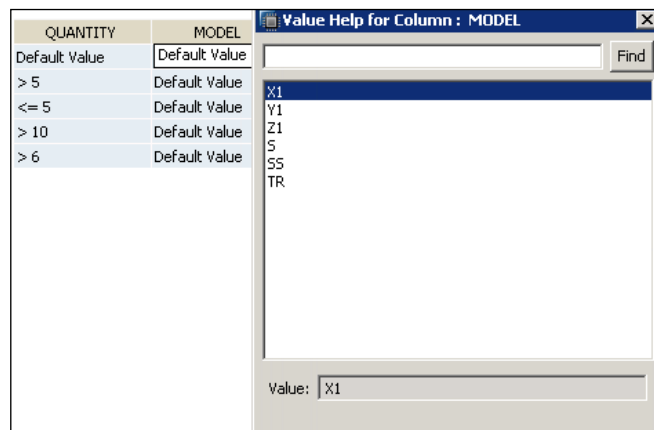 QUANTITY MODEL
Default Value Default Value
> 5 Default Value
<= 5 Default Value
> 10 Default Value
> 6 Default Value
Value Help for Column : MODEL
Find
X1
Y1
Z1
S
SS
TR
Value: X1